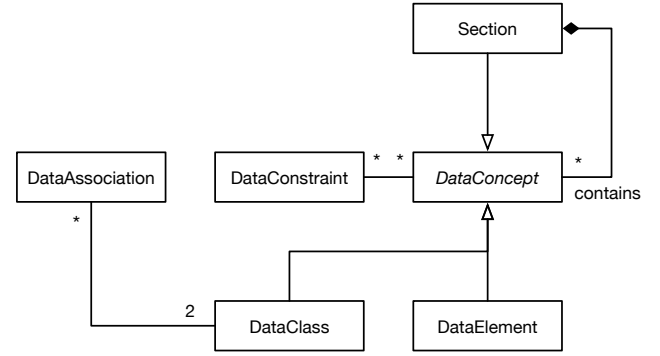 Section
* * *
DataAssociation
DataConstraint
DataConcept
contains
*
2
DataClass
DataElement